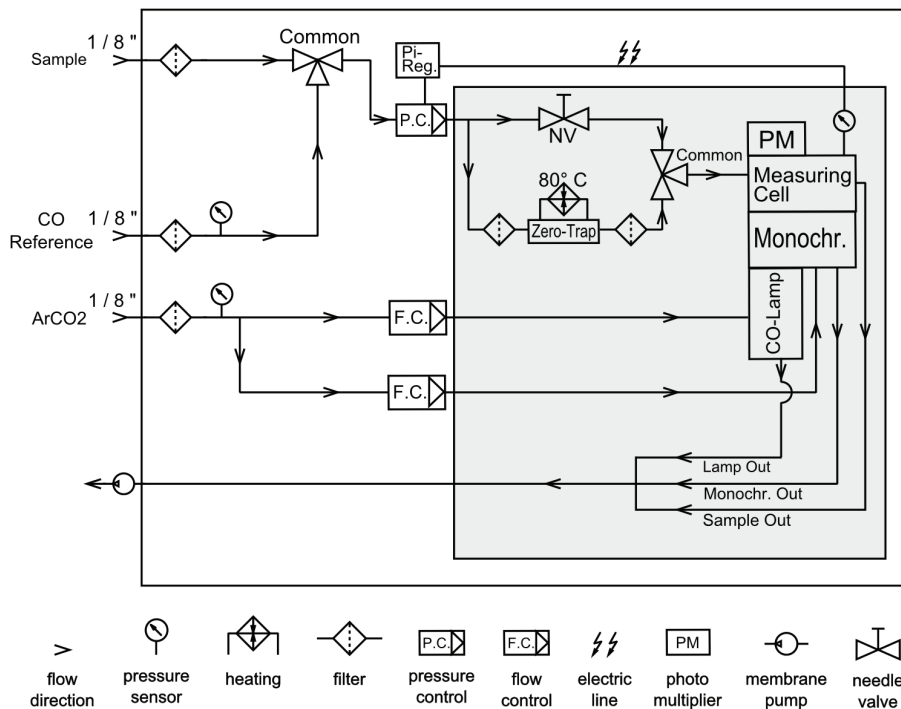 1 / 8 "
Sample
Common
Pi-
Reg.
P.C.
NV
Common
PM
Measuring
Cell
80° C
Zero-Trap
1 / 8 "
CO
Reference
Monochr.
1 / 8 "
ArCO2
F.C.
CO-Lamp
F.C.
Lamp Out
Monochr. Out
Sample Out
P.C.
F.C.
PM
flow
direction
pressure
sensor
heating
filter
pressure
control
flow
control
electric
line
photo
multiplier
membrane
pump
needle
valve